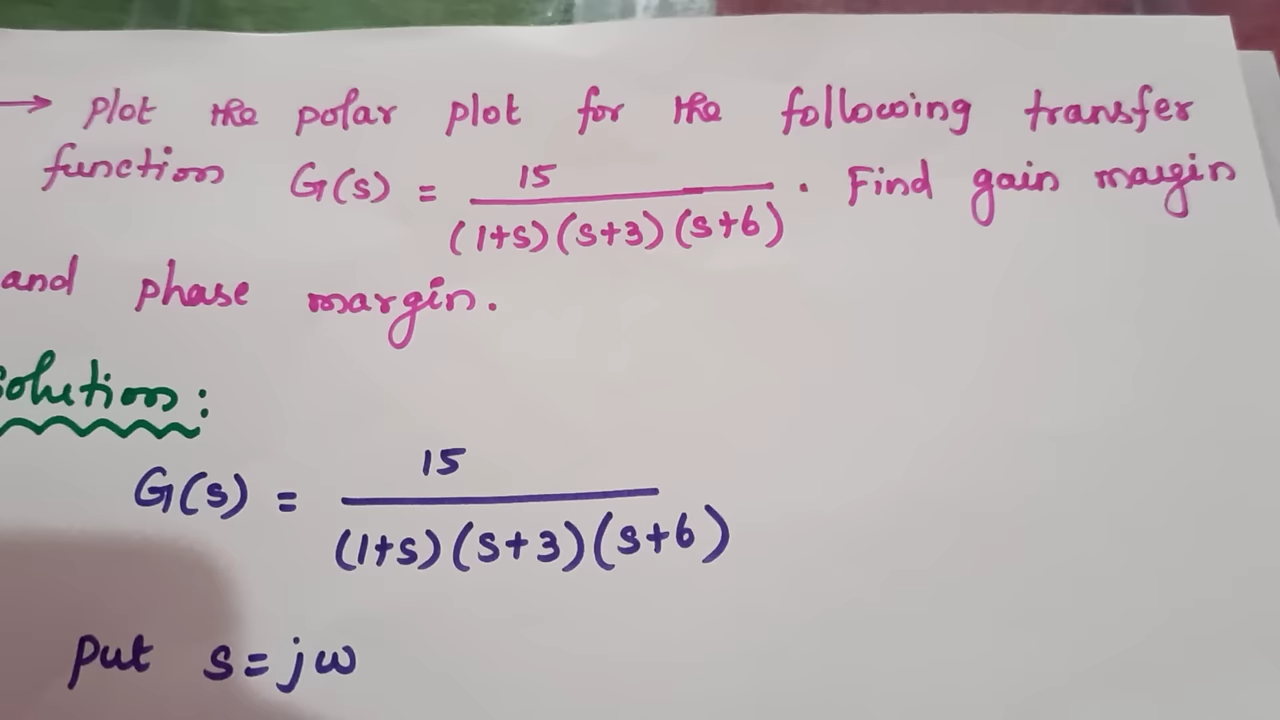 → plot the polar plot for the following transfer
function G(s) = 15 / (1+s)(s+3)(s+6) . Find gain margin
and phase margin.
solution:
G(s) = 15 / (1+s)(s+3)(s+6)
put s=jω